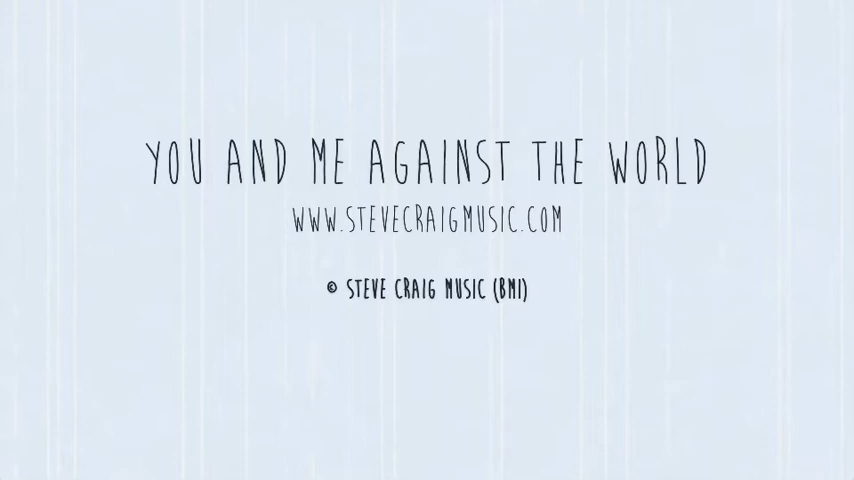 YOU AND ME AGAINST THE WORLD
WWW.STEVECRAIGMUSIC.COM
© STEVE CRAIG MUSIC (BMI)